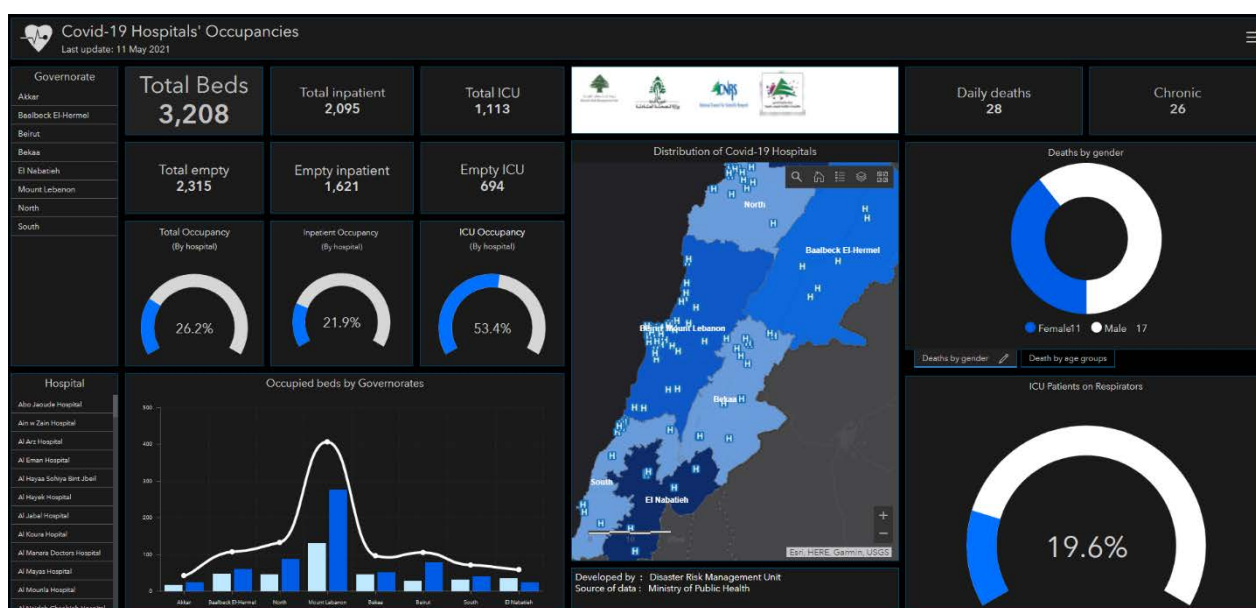 Covid-19 Hospitals' Occupancies
Last update: 11 May 2021
Governorate
Akkar
Baalbeck El-Hermel
Beirut
Bekaa
El Nabatieh
Mount Lebanon
North
South
Total Beds
3,208
Total inpatient
2,095
Total ICU
1,113
Total empty
2,315
Empty inpatient
1,621
Empty ICU
694
Total Occupancy
(By hospital)
26.2%
Inpatient Occupancy
(By hospital)
21.9%
ICU Occupancy
(By hospital)
53.4%
CNRS
Distribution of Covid-19 Hospitals
North
Baalbeck El-Hermel
Beirut
Mount Lebanon
Bekaa
South
El Nabatieh
Esri, HERE, Garmin, USGS
Developed by : Disaster Risk Management Unit
Source of data : Ministry of Public Health
Daily deaths
28
Chronic
26
Deaths by gender
Female11 Male 17
Deaths by gender
Death by age groups
ICU Patients on Respirators
19.6%
Hospital
Abo Jaoude Hospital
Ain w Zain Hospital
Al Arz Hospital
Al Eman Hospital
Al Hayaa Sohiya Bint Jbeil
Al Hayek Hospital
Al Jabal Hospital
Al Koura Hopital
Al Manara Doctors Hospital
Al Mayas Hospital
Al Mounla Hospital
Occupied beds by Governorates
500
400
300
200
100
0
Akkar Baalbeck El-Hermel North Mount Lebanon Bekaa Beirut South El Nabatieh